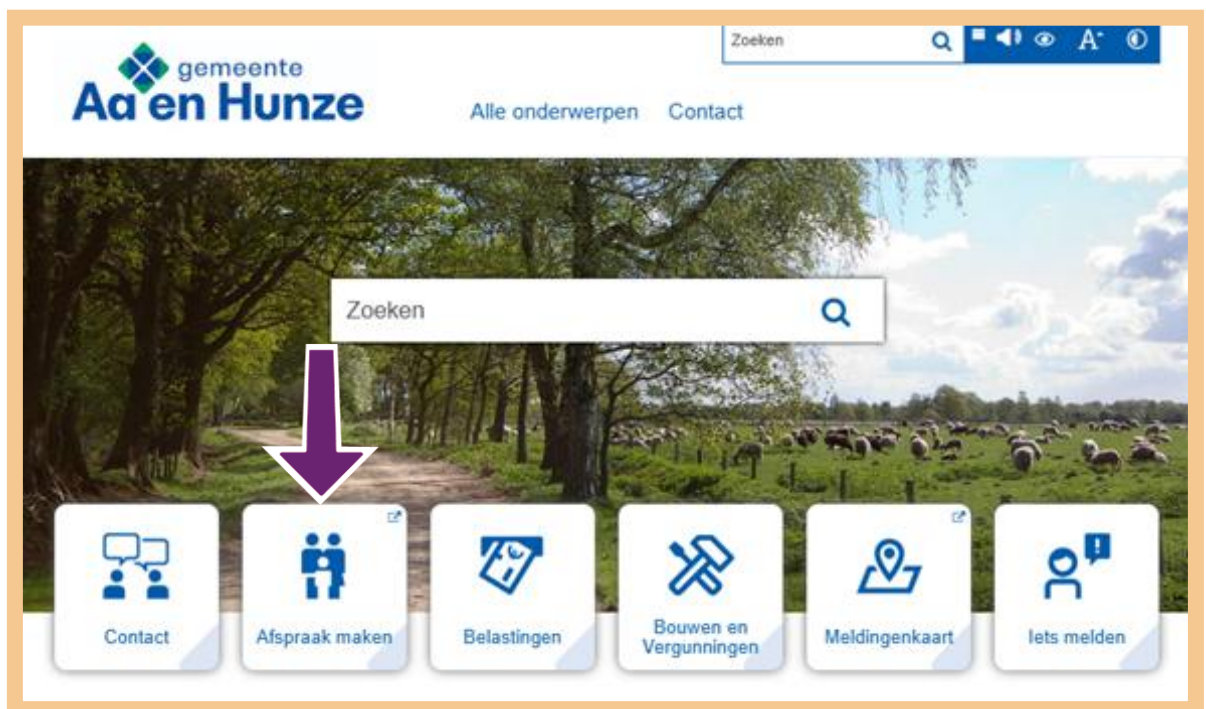 gemeente
Aa en Hunze
Zoeken
A+
Alle onderwerpen Contact
Zoeken
Contact
Afspraak maken
Belastingen
Bouwen en
Vergunningen
Meldingenkaart
Iets melden